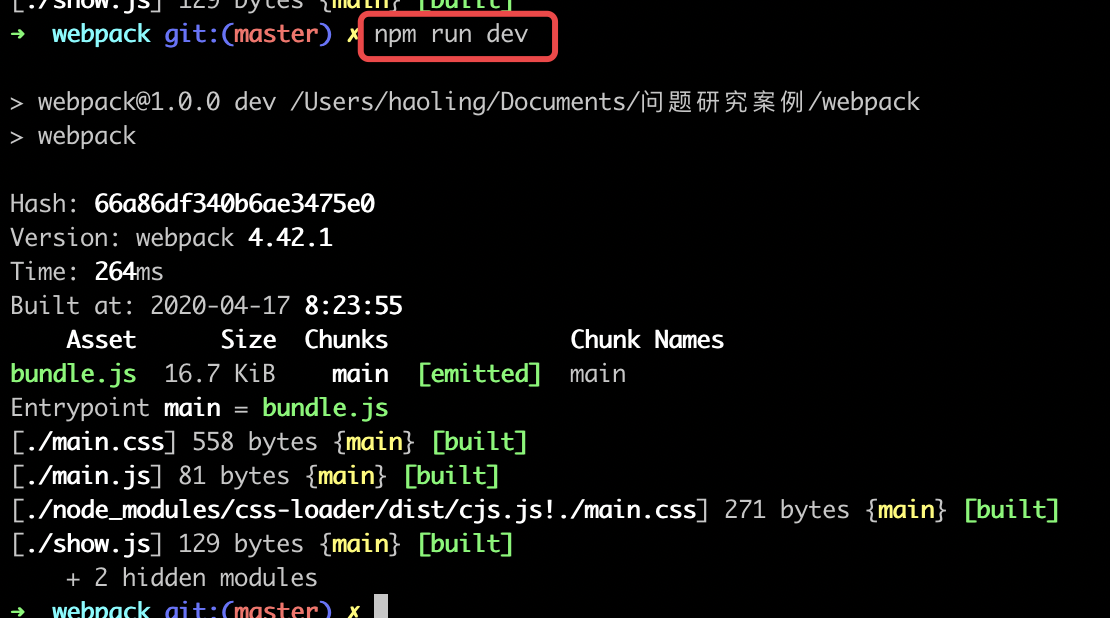 [./show.js] 129 bytes {main} [built]
➜  webpack git:(master) ✗ npm run dev
> webpack@1.0.0 dev /Users/haoling/Documents/问题研究案例/webpack
> webpack
Hash: 66a86df340b6ae3475e0
Version: webpack 4.42.1
Time: 264ms
Built at: 2020-04-17 8:23:55
    Asset      Size  Chunks             Chunk Names
bundle.js  16.7 KiB    main  [emitted]  main
Entrypoint main = bundle.js
[./main.css] 558 bytes {main} [built]
[./main.js] 81 bytes {main} [built]
[./node_modules/css-loader/dist/cjs.js!./main.css] 271 bytes {main} [built]
[./show.js] 129 bytes {main} [built]
    + 2 hidden modules
➜  webpack git:(master) ✗